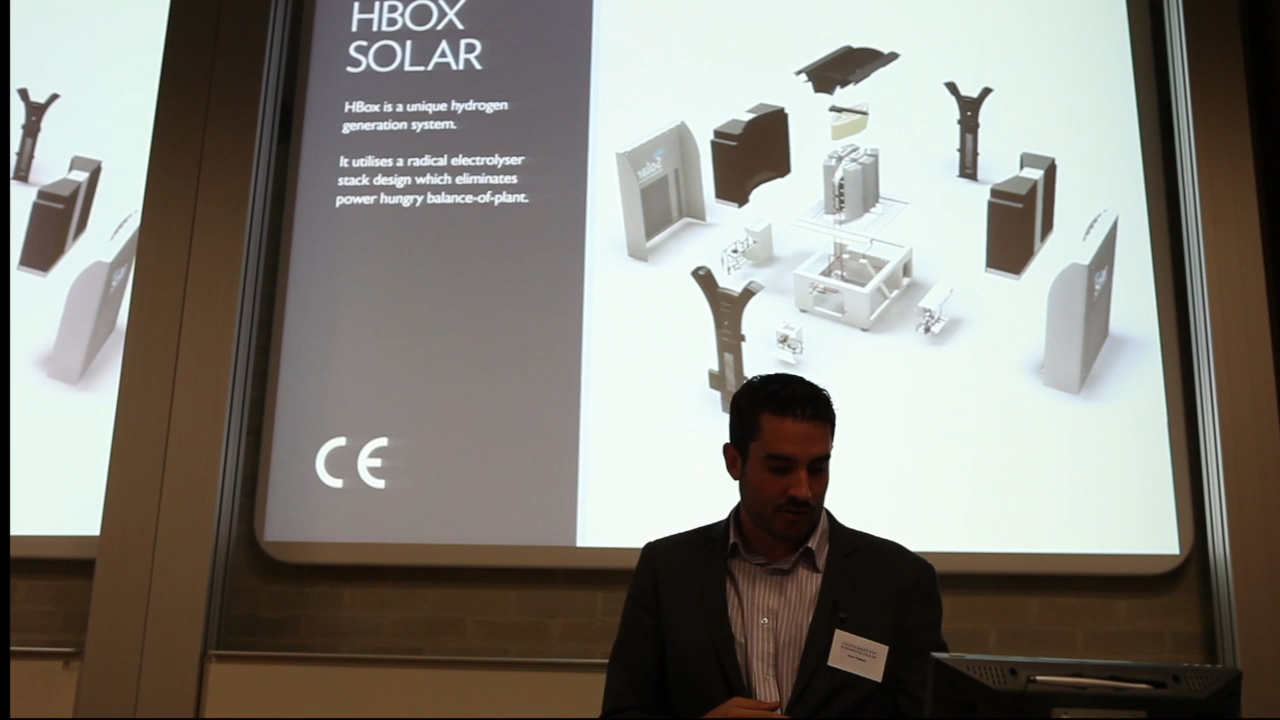 HBOX
SOLAR
HBox is a unique hydrogen
generation system.
It utilises a radical electrolyser
stack design which eliminates
power hungry balance-of-plant.
CE